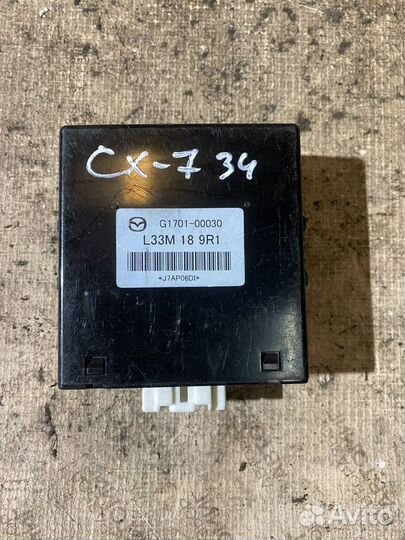 CX-7 34
G1701-00030
L33M 18 9R1
*J7AP06DI*
Avito